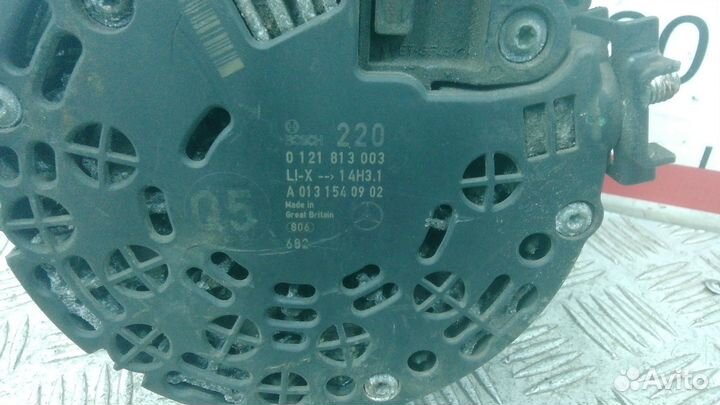 BOSCH 220
0 121 813 003
LI-X --> 14H3.1
A 013 154 09 02
Made in
Great Britain
806
682
Q5
Avito